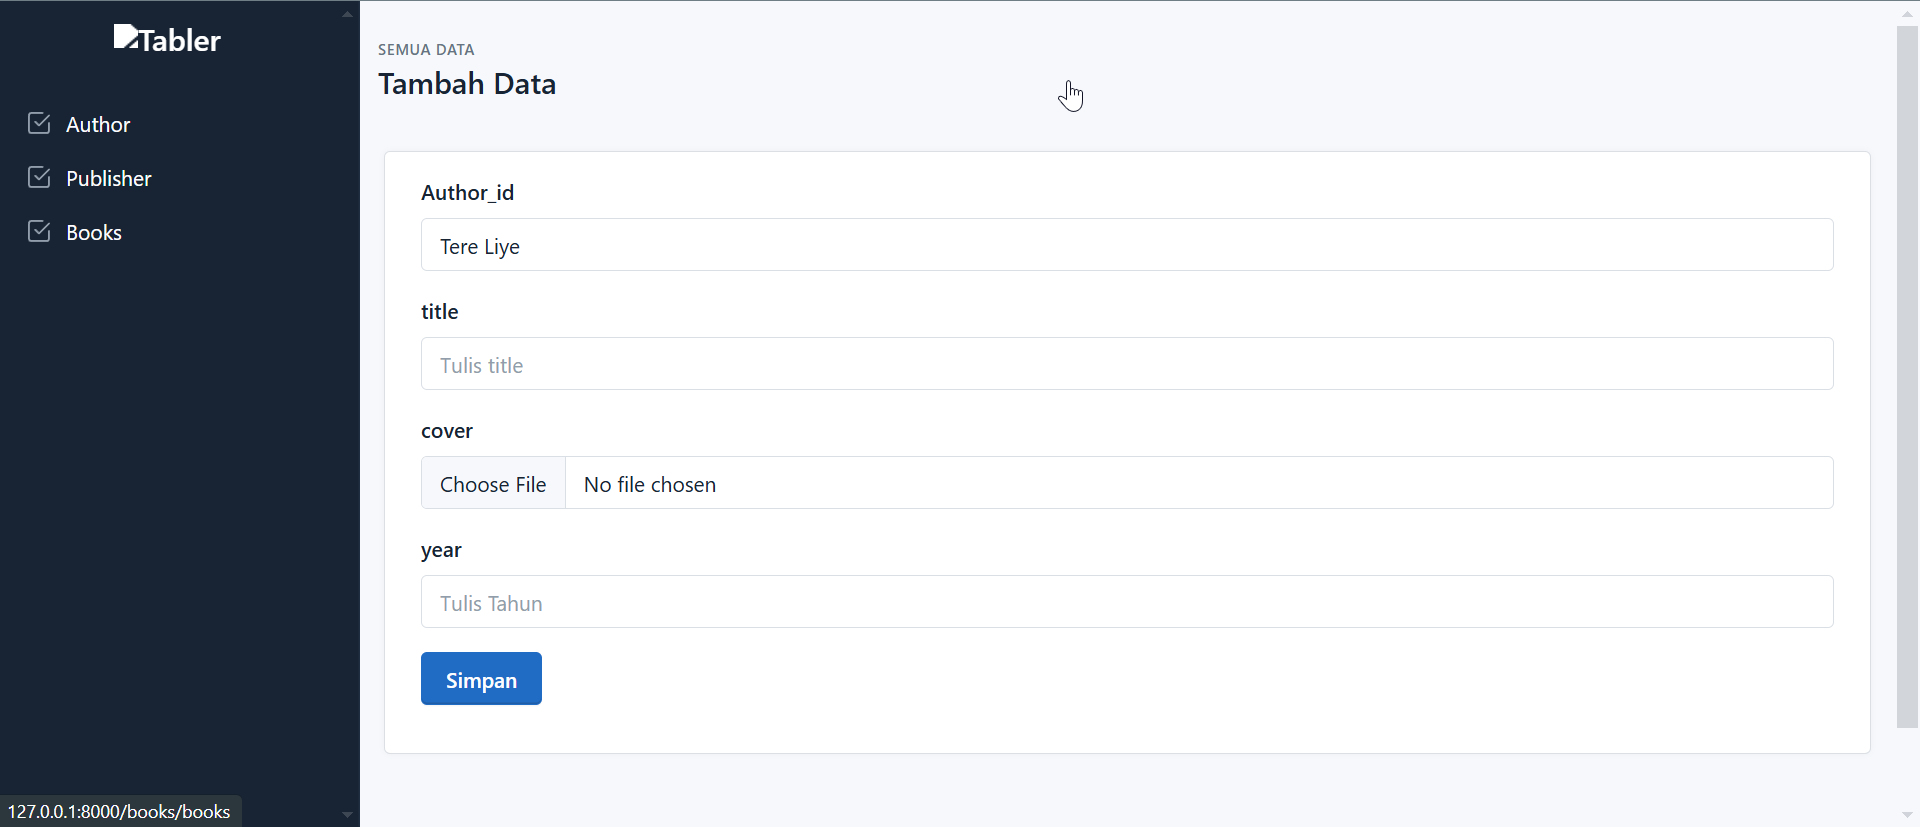 Tabler
Author
Publisher
Books
SEMUA DATA
Tambah Data
Author_id
Tere Liye
title
Tulis title
cover
Choose File No file chosen
year
Tulis Tahun
Simpan
127.0.0.1:8000/books/books